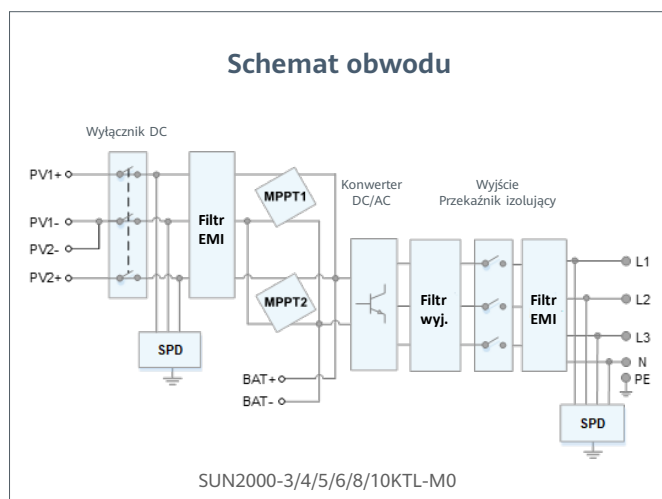 Schemat obwodu
Wyłącznik DC
PV1+
PV1-
PV2-
PV2+
Filtr
EMI
MPPT1
MPPT2
SPD
BAT+
BAT-
Konwerter
DC/AC
Filtr
wyj.
Wyjście
Przekaźnik izolujący
Filtr
EMI
L1
L2
L3
N
PE
SPD
SUN2000-3/4/5/6/8/10KTL-M0